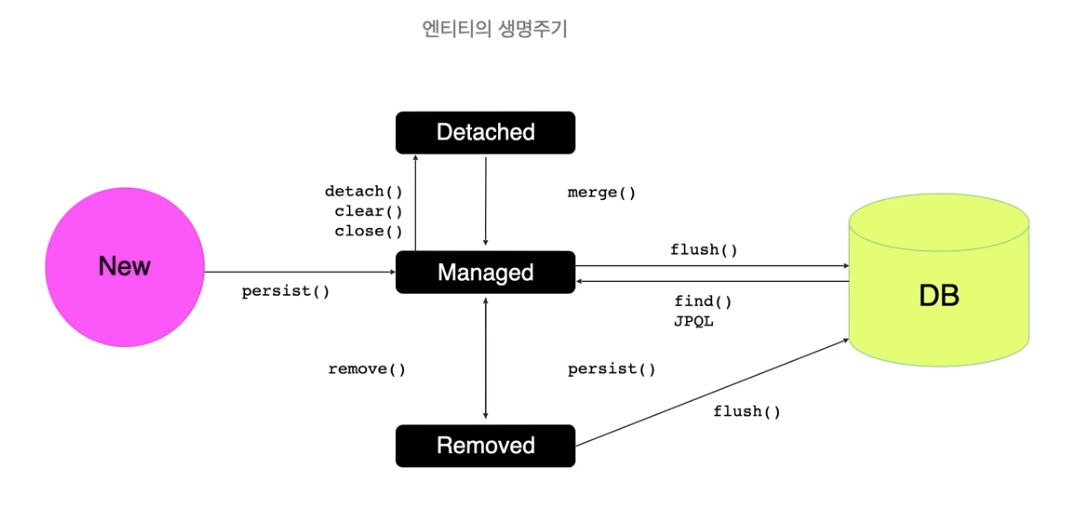 엔티티의 생명주기
Detached
detach()
clear()
close()
merge()
New
persist()
Managed
flush()
find()
JPQL
DB
remove()
persist()
flush()
Removed